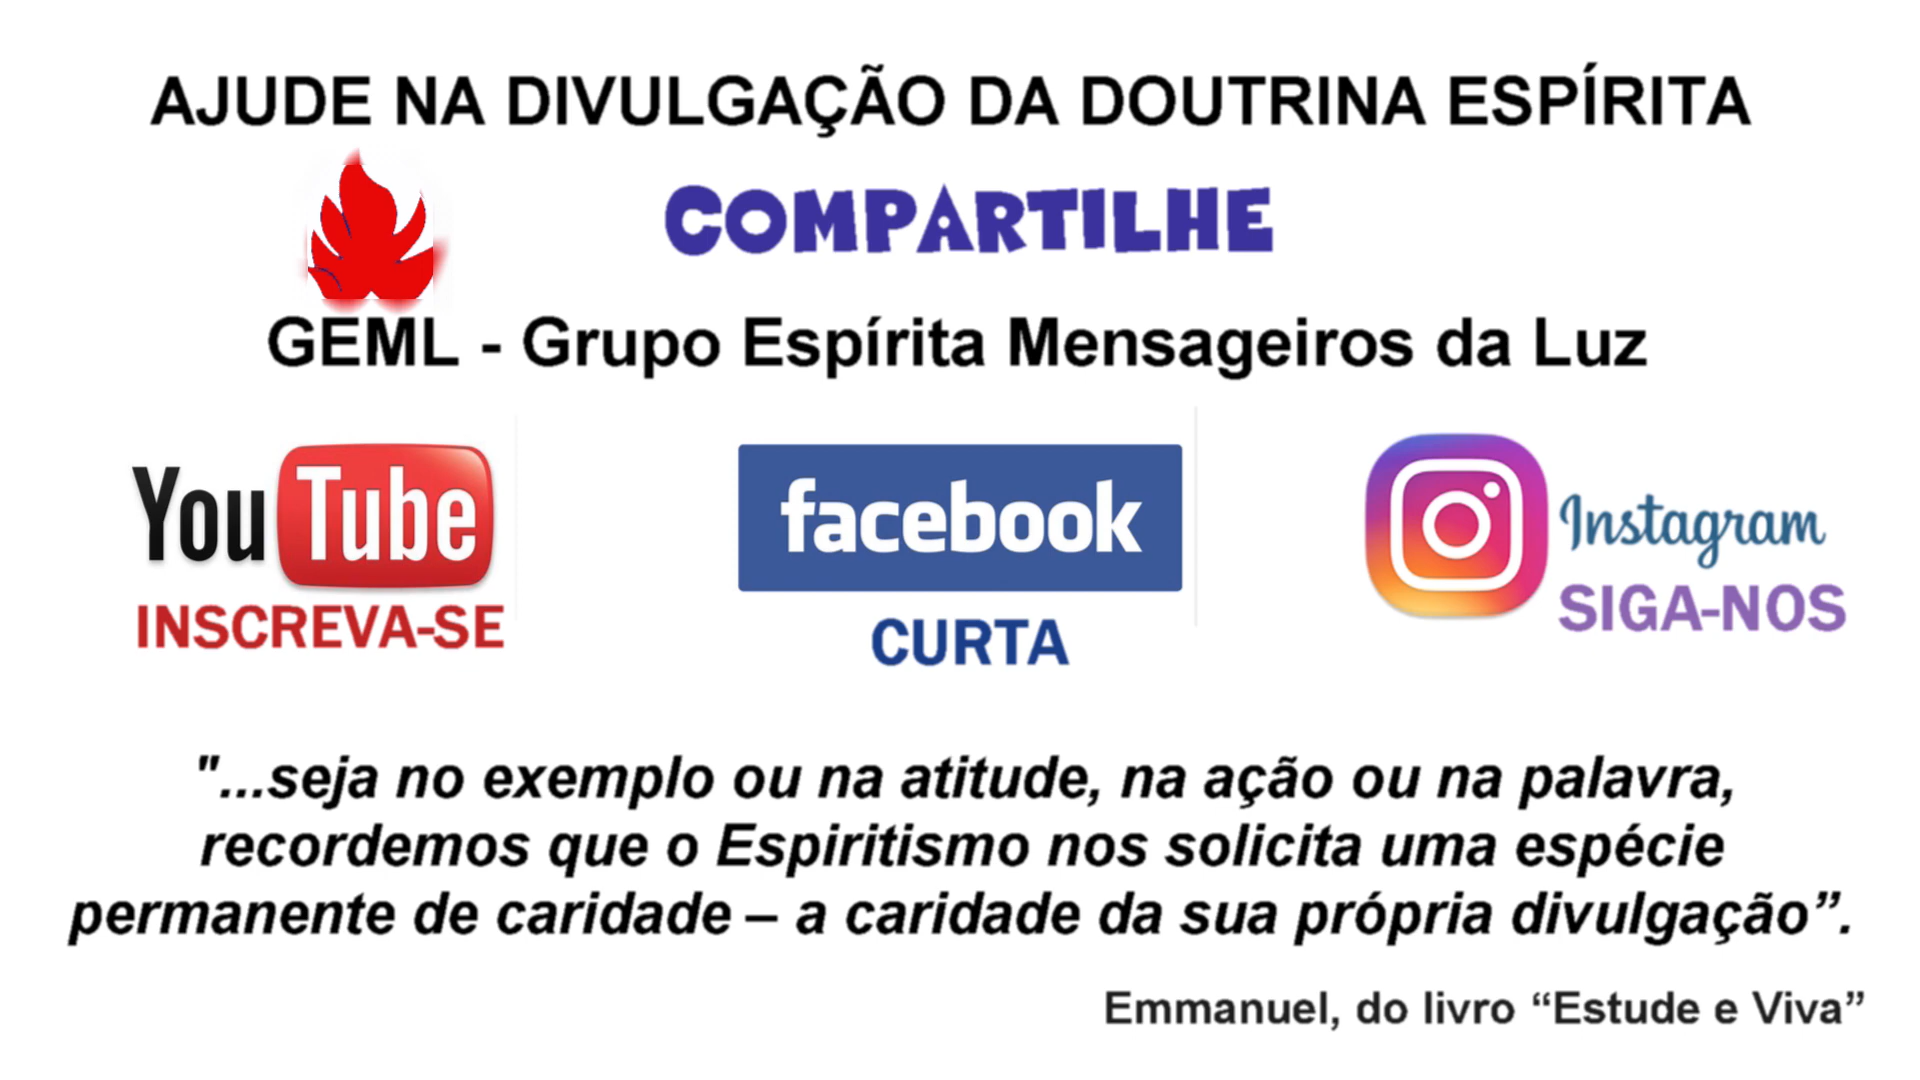 AJUDE NA DIVULGAÇÃO DA DOUTRINA ESPÍRITA
COMPARTILHE
GEML - Grupo Espírita Mensageiros da Luz
YouTube
INSCREVA-SE
facebook
CURTA
Instagram
SIGA-NOS
"...seja no exemplo ou na atitude, na ação ou na palavra,
recordemos que o Espiritismo nos solicita uma espécie
permanente de caridade – a caridade da sua própria divulgação”.
Emmanuel, do livro “Estude e Viva”